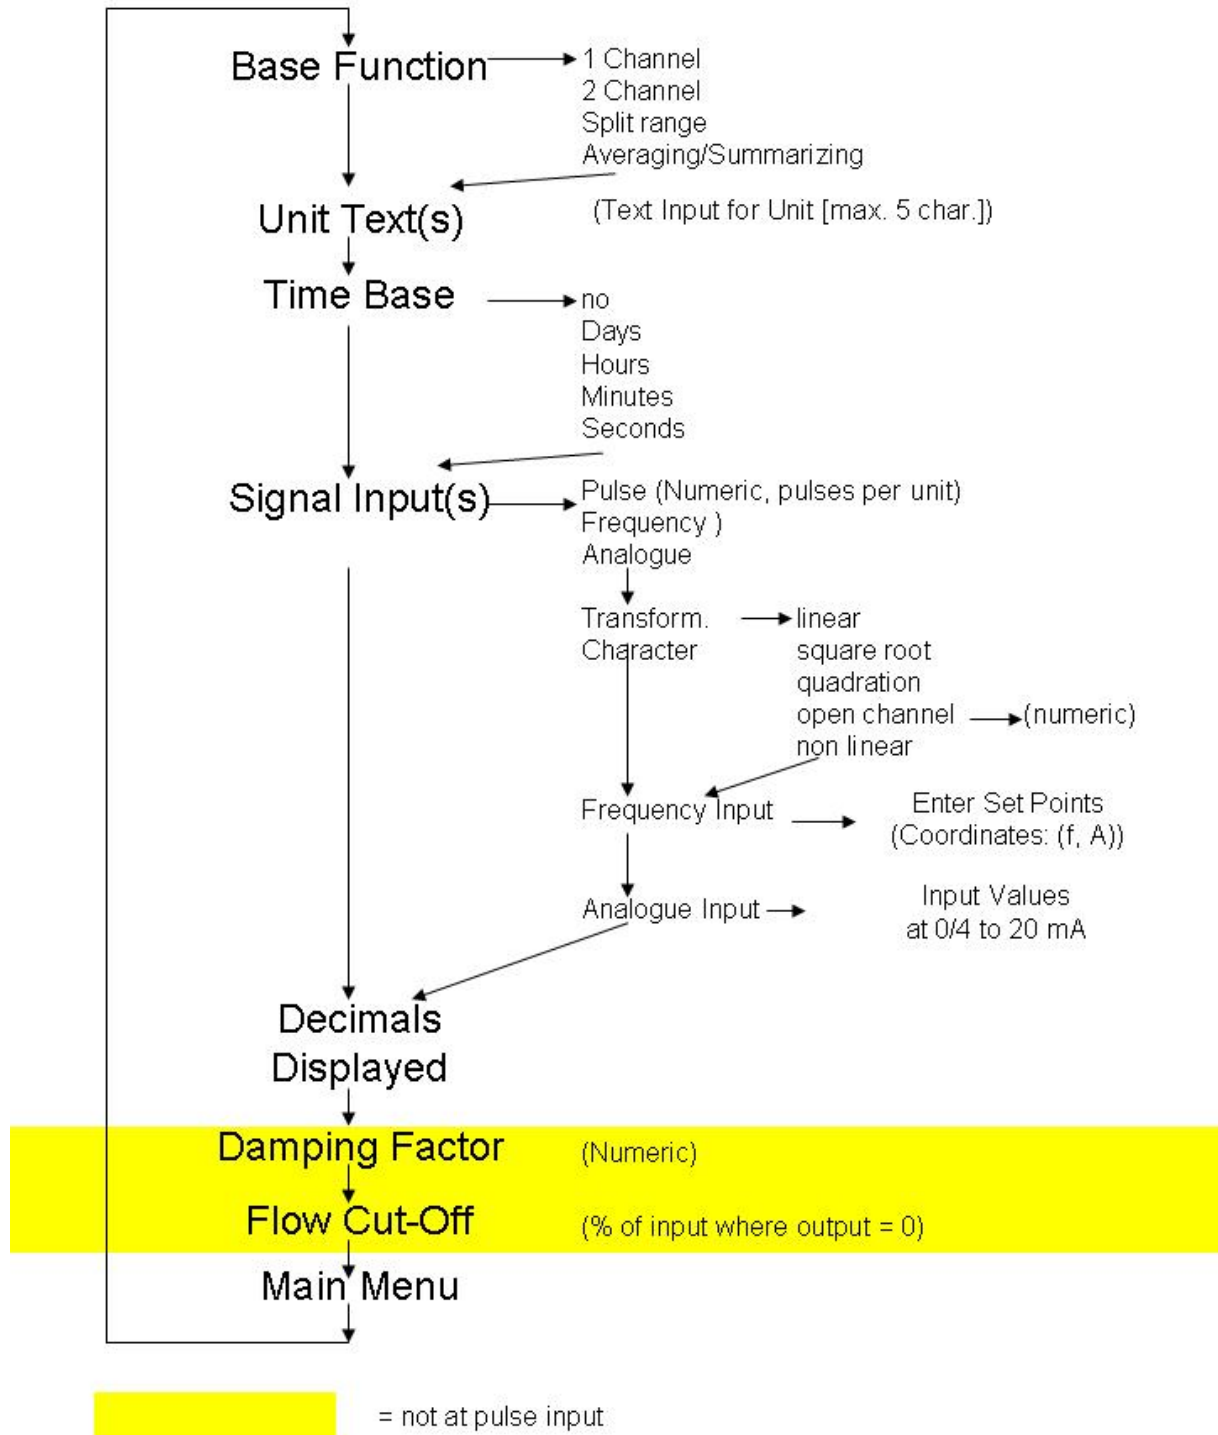 Base Function
1 Channel
2 Channel
Split range
Averaging/Summarizing
Unit Text(s)
(Text Input for Unit [max. 5 char.])
Time Base
no
Days
Hours
Minutes
Seconds
Signal Input(s)
Pulse (Numeric, pulses per unit)
Frequency )
Analogue
Transform.
Character
linear
square root
quadration
open channel
(numeric)
non linear
Frequency Input
Enter Set Points
(Coordinates: (f, A))
Analogue Input
Input Values
at 0/4 to 20 mA
Decimals
Displayed
Damping Factor
(Numeric)
Flow Cut-Off
(% of input where output = 0)
Main Menu
= not at pulse input